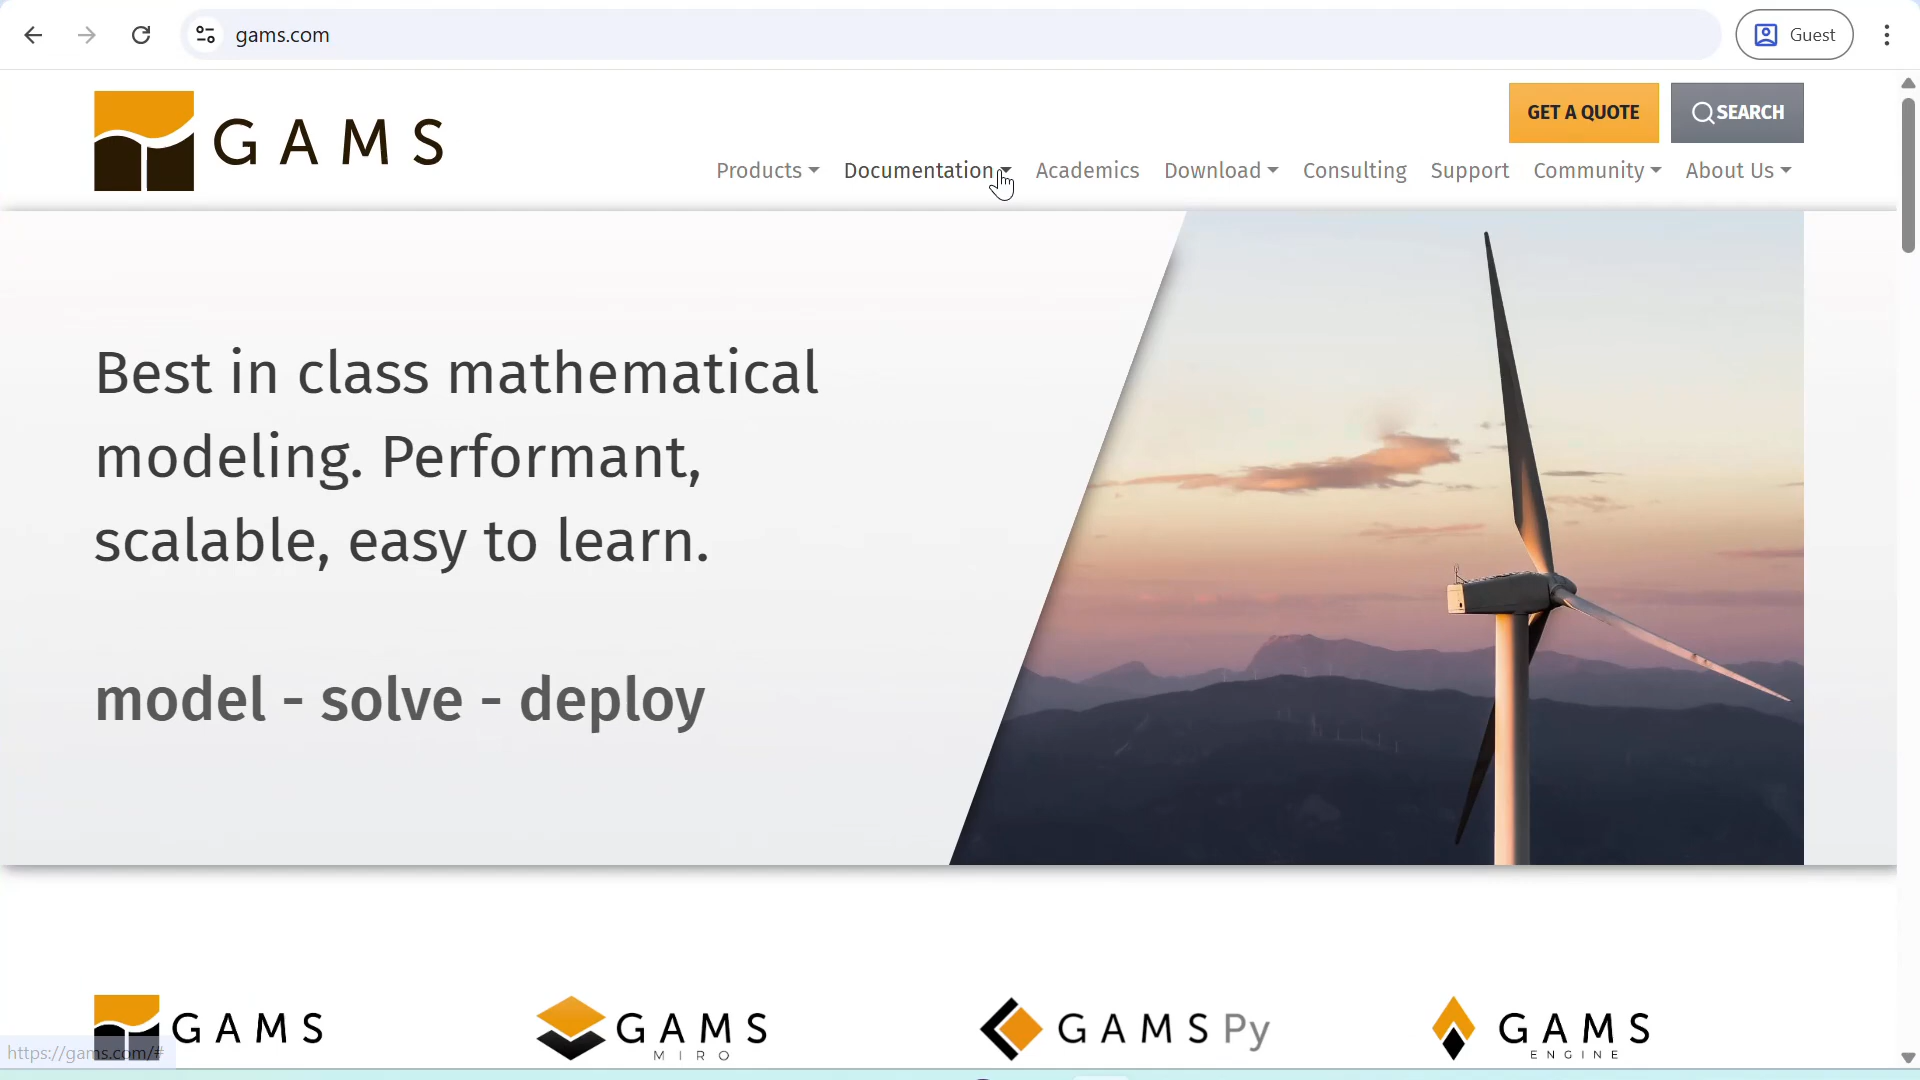 gams.com
Guest
GAMS
GET A QUOTE
SEARCH
Products
Documentation
Academics
Download
Consulting
Support
Community
About Us
Best in class mathematical
modeling. Performant,
scalable, easy to learn.
model - solve - deploy
GAMS
GAMS
MIRO
GAMSPy
GAMS
ENGINE
https://gams.com/#